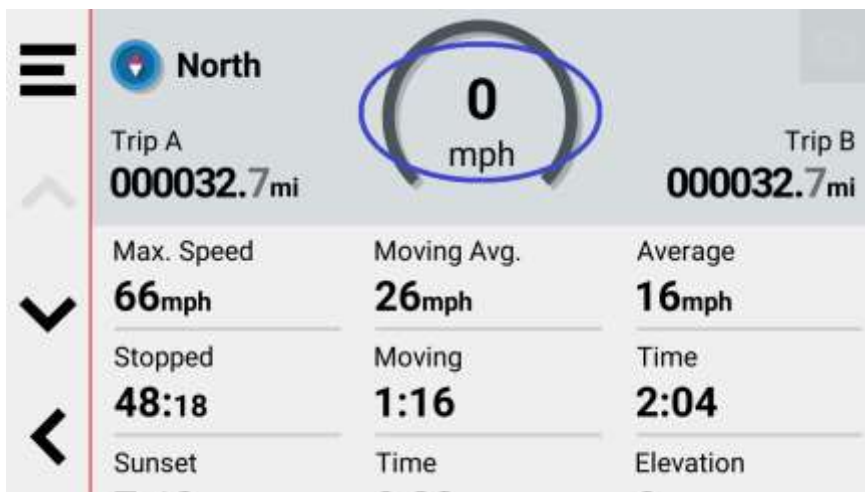 North
0
mph
Trip A
Trip B
000032.7mi
000032.7mi
Max. Speed
Moving Avg.
Average
66mph
26mph
16mph
Stopped
Moving
Time
48:18
1:16
2:04
Sunset
Time
Elevation